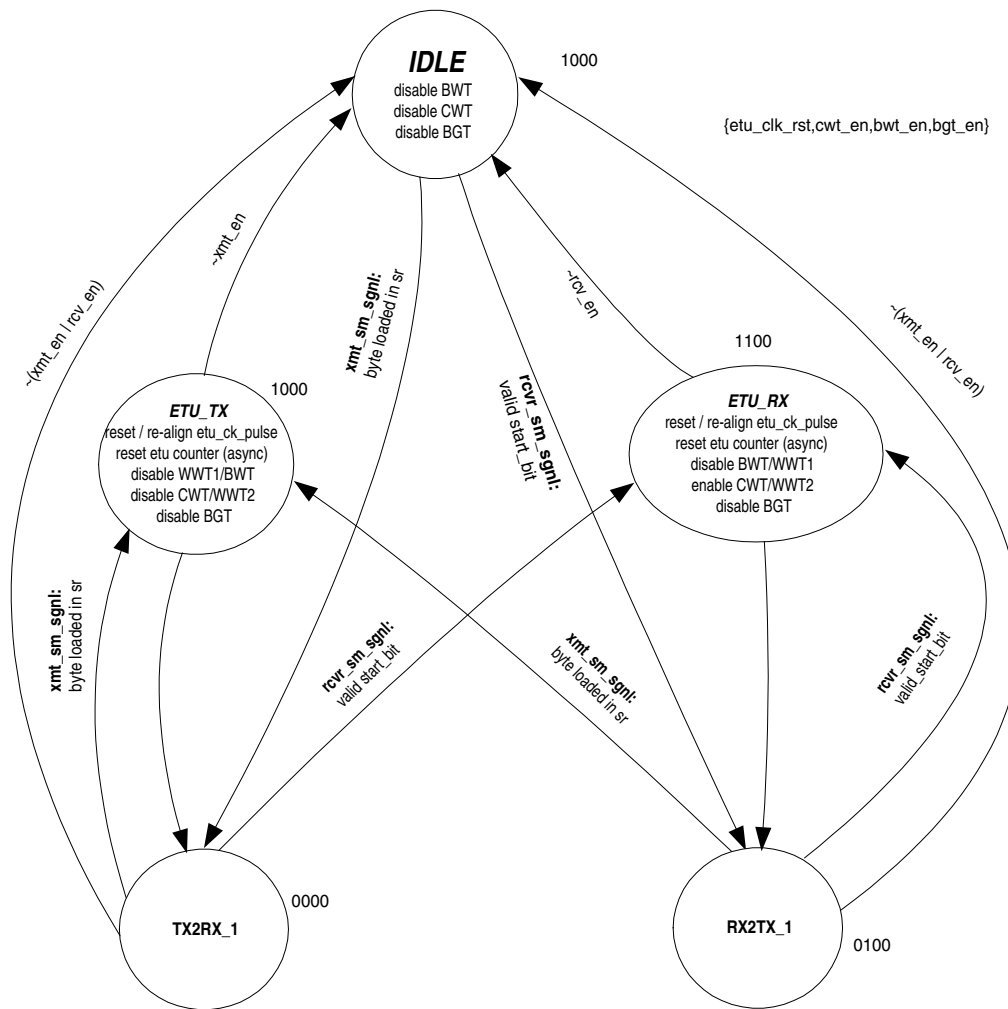 IDLE
disable BWT
disable CWT
disable BGT
1000
{etu_clk_rst,cwt_en,bwt_en,bgt_en}
~(xmt_en | rcv_en)
~xmt_en
xmt_sm_sgnl:
byte loaded in sr
rcvr_sm_sgnl:
valid start_bit
~rcv_en
~(xmt_en | rcv_en)
1000
ETU_TX
reset / re-align etu_ck_pulse
reset etu counter (async)
disable WWT1/BWT
disable CWT/WWT2
disable BGT
1100
ETU_RX
reset / re-align etu_ck_pulse
reset etu counter (async)
disable BWT/WWT1
enable CWT/WWT2
disable BGT
xmt_sm_sgnl:
byte loaded in sr
rcvr_sm_sgnl:
valid start_bit
xmt_sm_sgnl:
byte loaded in sr
rcvr_sm_sgnl:
valid_start_bit
TX2RX_1
0000
RX2TX_1
0100